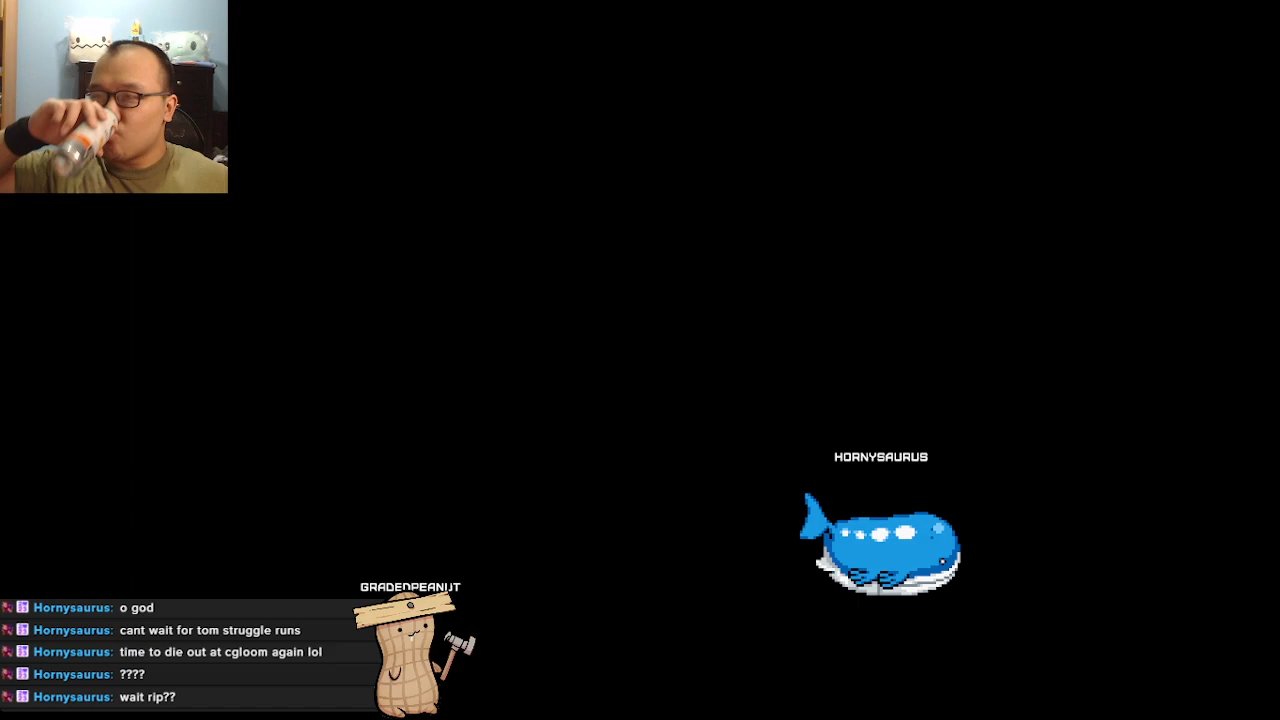 HORNYSAURUS
GRADEDPEANUT
Hornysaurus: o god
Hornysaurus: cant wait for tom struggle runs
Hornysaurus: time to die out at cgloom again lol
Hornysaurus: ????
Hornysaurus: wait rip??